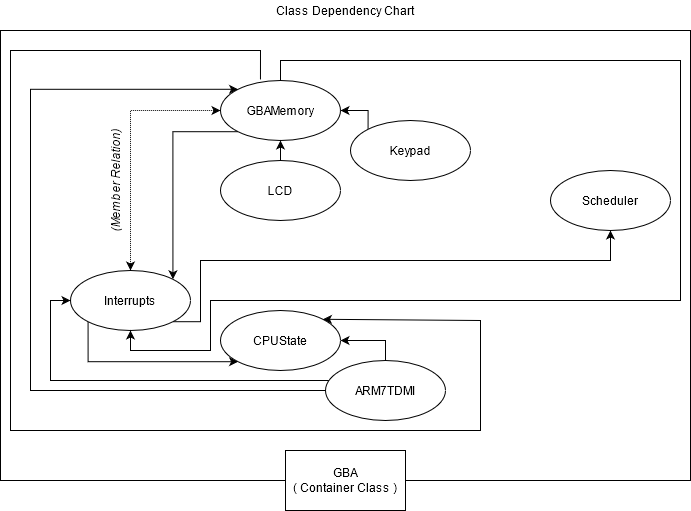 Class Dependency Chart
GBAMemory
Keypad
(Member Relation)
LCD
Scheduler
Interrupts
CPUState
ARM7TDMI
GBA
( Container Class )